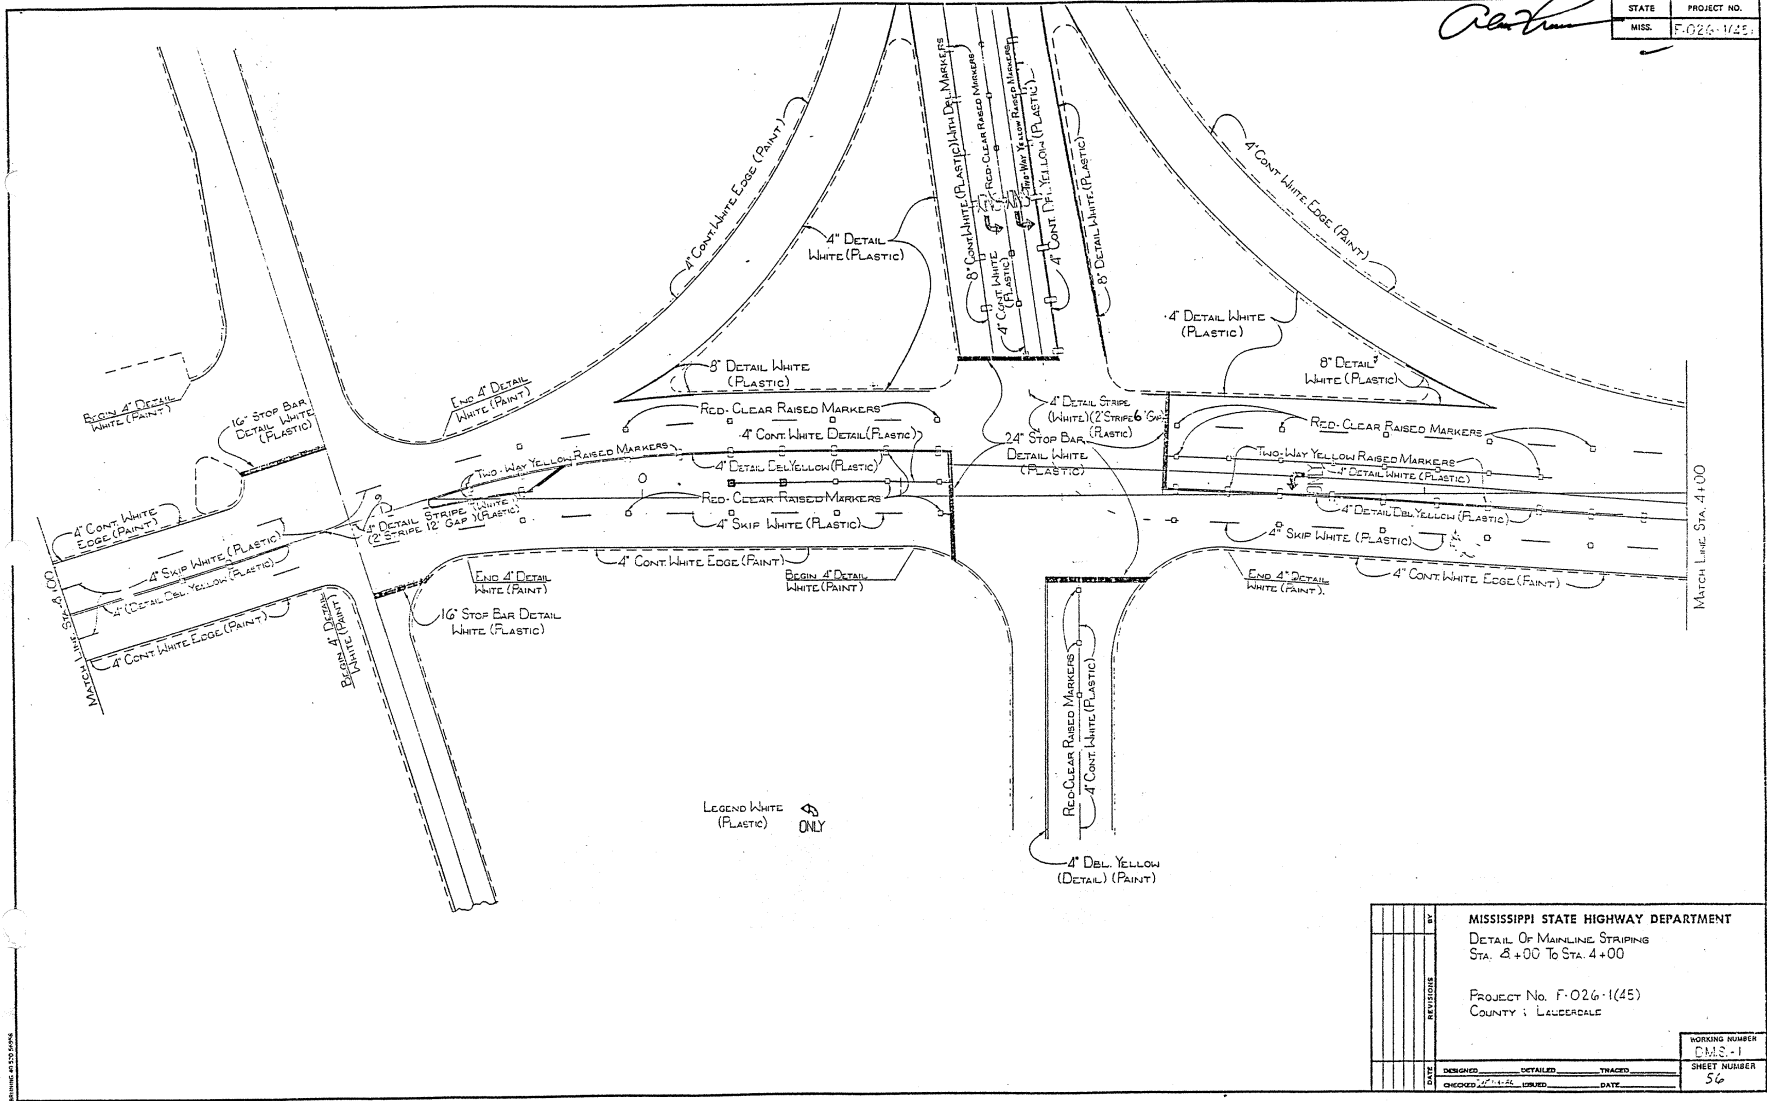 STATE
PROJECT NO.
MISS.
F-026-1(45)
4" CONT. WHITE EDGE (PAINT)
4" DETAIL
WHITE (PLASTIC)
8" CONT. WHITE (PLASTIC) WITH DBL. MARKERS
RED-CLEAR RAISED MARKERS
TWO-WAY YELLOW RAISED MARKERS
4" CONT. DBL. YELLOW (PLASTIC)
8" DETAIL WHITE (PLASTIC)
4" CONT. WHITE
(PLASTIC)
4" CONT. WHITE EDGE (PAINT)
4" DETAIL WHITE
(PLASTIC)
8" DETAIL WHITE
(PLASTIC)
8" DETAIL
WHITE (PLASTIC)
BEGIN 4" DETAIL
WHITE (PAINT)
16" STOP BAR
DETAIL WHITE
(PLASTIC)
END 4" DETAIL
WHITE (PAINT)
RED-CLEAR RAISED MARKERS
4" CONT. WHITE DETAIL (PLASTIC)
TWO-WAY YELLOW RAISED MARKERS
4" DETAIL DBL YELLOW (PLASTIC)
RED-CLEAR RAISED MARKERS
4" SKIP WHITE (PLASTIC)
4" DETAIL STRIPE
(WHITE) (2' STRIPE 6' GAP)
(PLASTIC)
24" STOP BAR
DETAIL WHITE
(PLASTIC)
RED-CLEAR RAISED MARKERS
TWO-WAY YELLOW RAISED MARKERS
4" DETAIL WHITE (PLASTIC)
4" DETAIL DBL YELLOW (PLASTIC)
4" SKIP WHITE (PLASTIC)
MATCH LINE STA. 4+00
4" CONT. WHITE
EDGE (PAINT)
4" DETAIL STRIPE (WHITE
(2' STRIPE 12' GAP) (PLASTIC)
4" SKIP WHITE (PLASTIC)
4" (DETAIL DBL YELLOW (PLASTIC)
4" CONT. WHITE EDGE (PAINT)
MATCH LINE STA. 8+00
BEGIN 4" DETAIL
WHITE (PAINT)
4" CONT. WHITE EDGE (PAINT)
END 4" DETAIL
WHITE (PAINT)
BEGIN 4" DETAIL
WHITE (PAINT)
16" STOP BAR DETAIL
WHITE (PLASTIC)
END 4" DETAIL
WHITE (PAINT).
4" CONT. WHITE EDGE (PAINT)
RED-CLEAR RAISED MARKERS
4" CONT. WHITE (PLASTIC)
LEGEND WHITE
(PLASTIC)
ONLY
4" DBL. YELLOW
(DETAIL) (PAINT)
BY
REVISIONS
DATE
MISSISSIPPI STATE HIGHWAY DEPARTMENT
DETAIL OF MAINLINE STRIPING
STA. 8+00 TO STA. 4+00
PROJECT NO. F-026-1(45)
COUNTY : LAUDERDALE
WORKING NUMBER
DMS-1
SHEET NUMBER
56
DESIGNED DETAILED TRACED
CHECKED ISSUED DATE